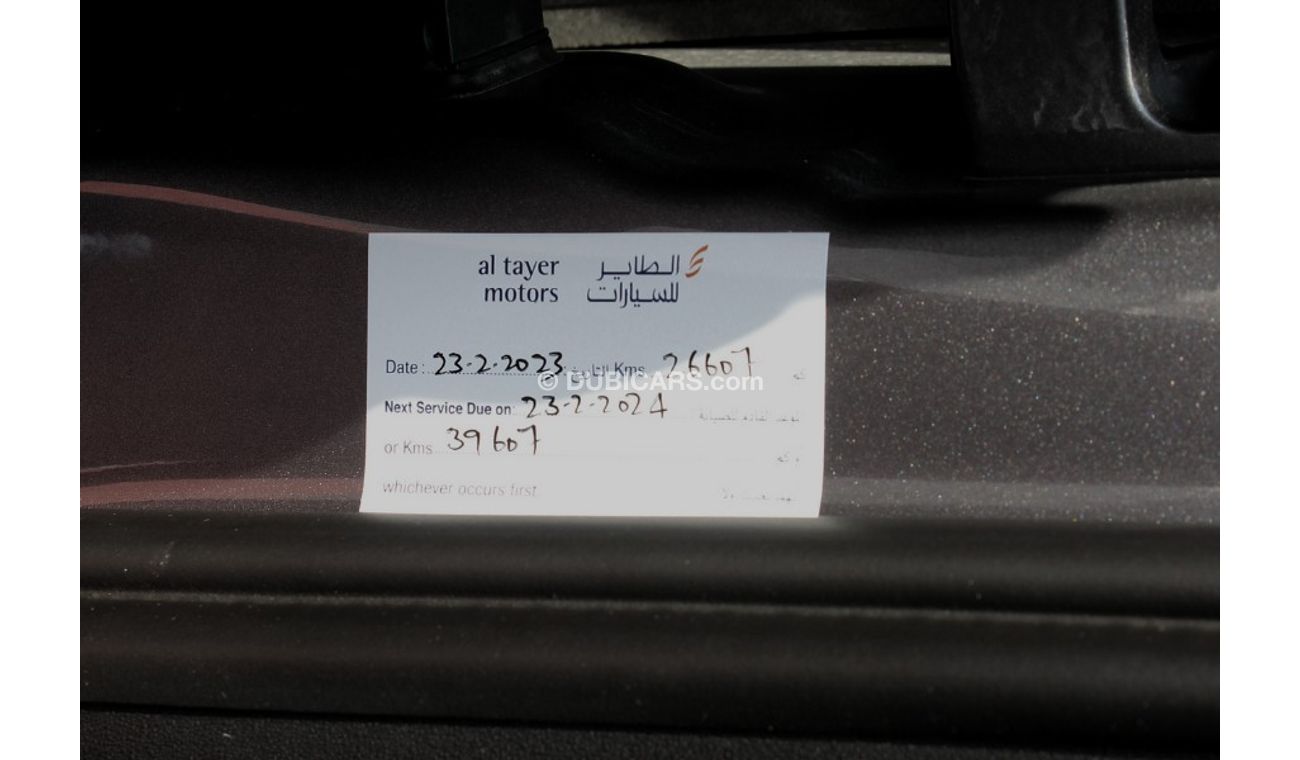 al tayer الطاير
motors للسيارات
Date : 23-2-2023 التاريخ Kms 26607
© DUBICARS.com
Next Service Due on: 23-2-2024
or Kms 39607
whichever occurs first.